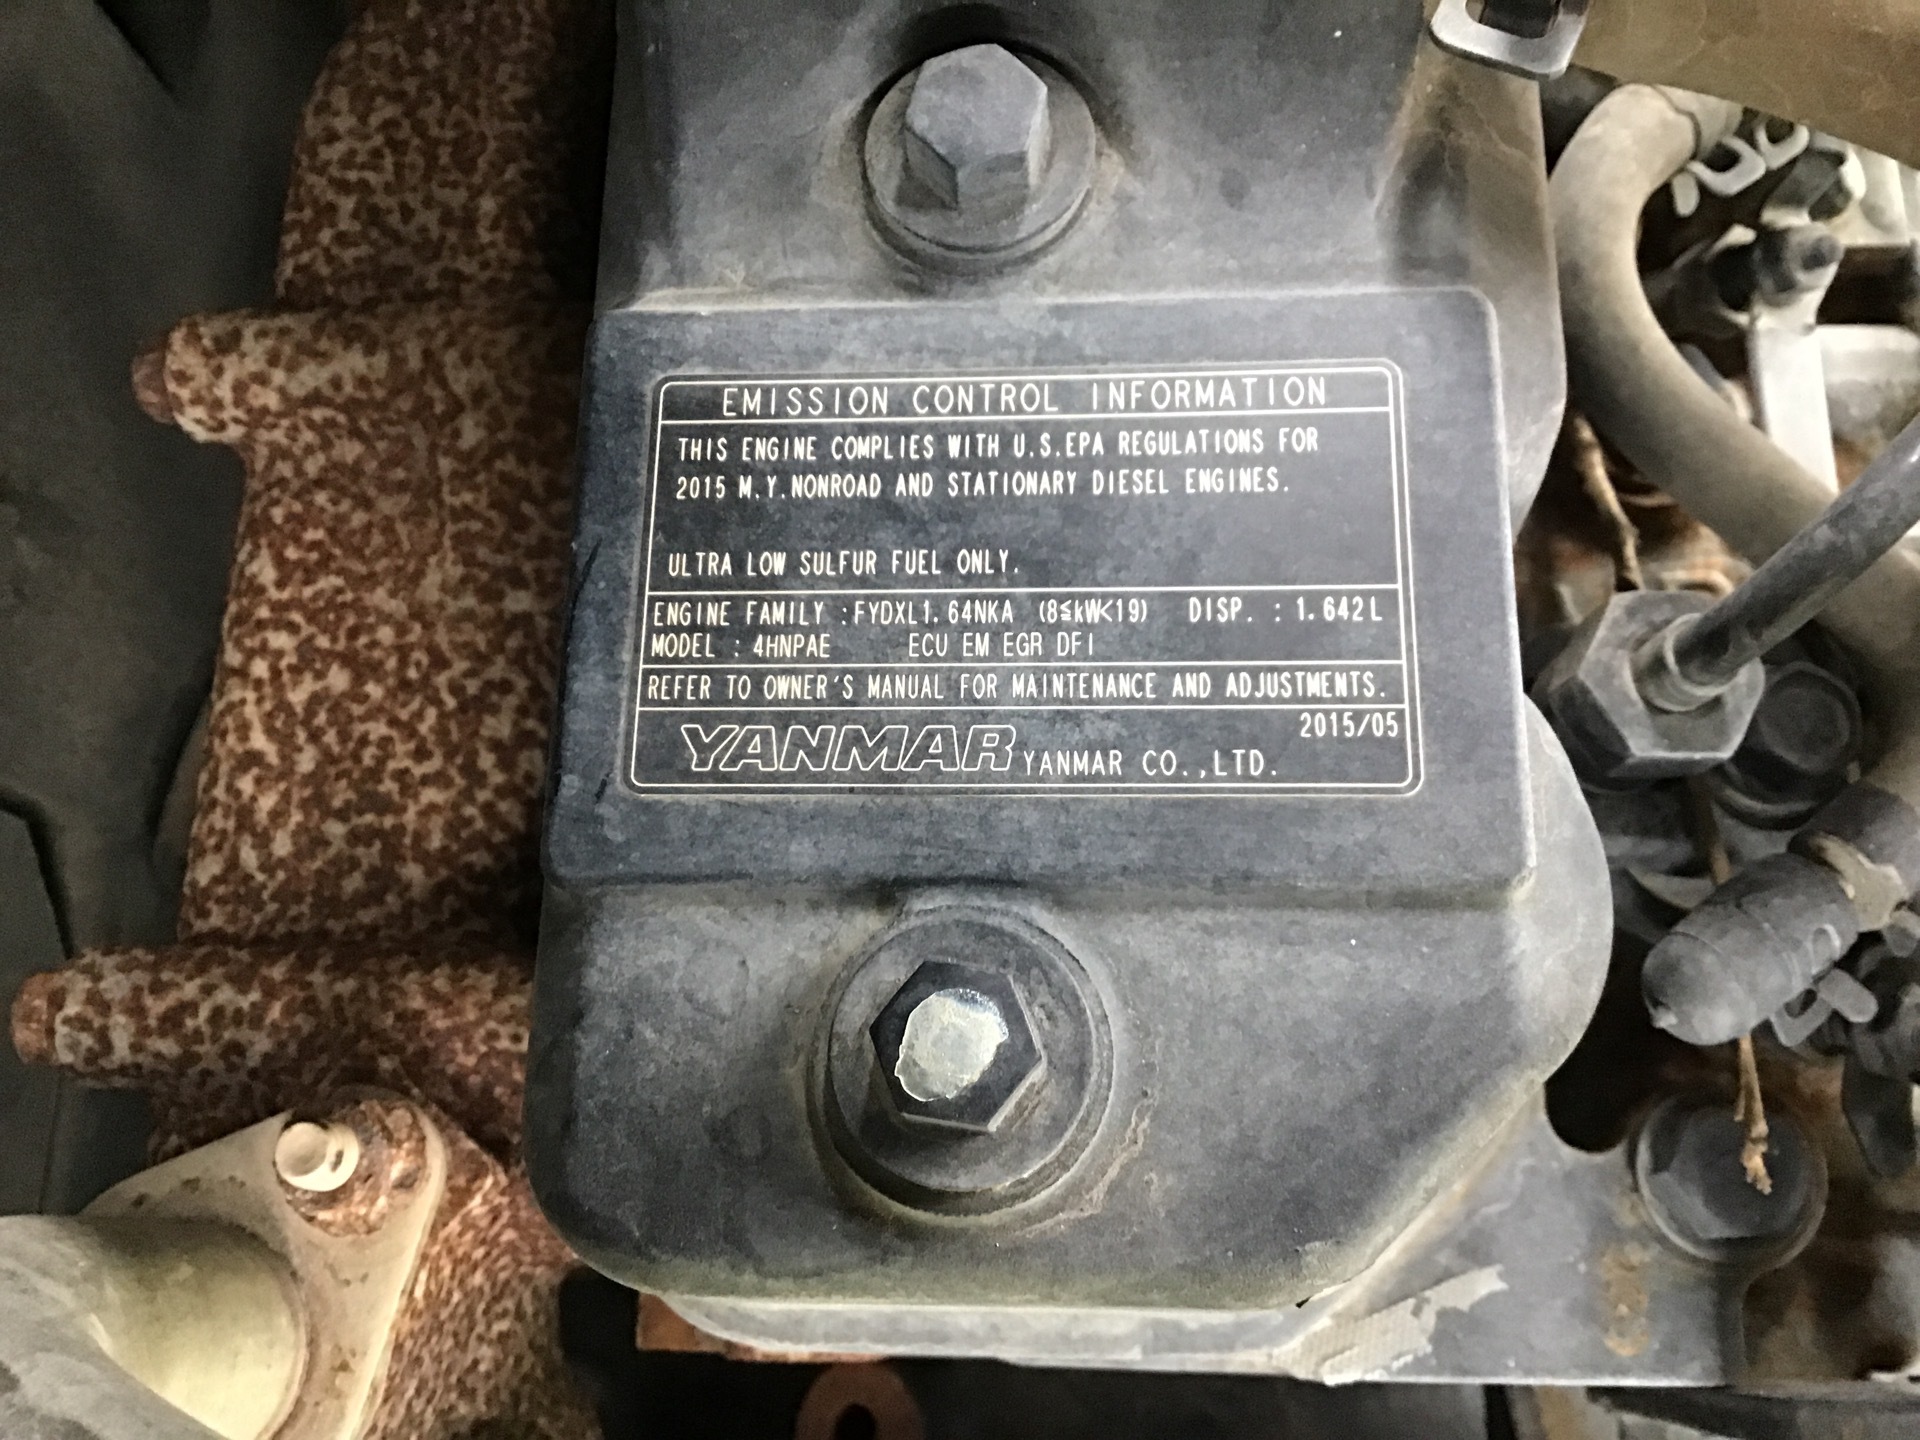 EMISSION CONTROL INFORMATION
THIS ENGINE COMPLIES WITH U.S.EPA REGULATIONS FOR
2015 M.Y.NONROAD AND STATIONARY DIESEL ENGINES.
ULTRA LOW SULFUR FUEL ONLY.
ENGINE FAMILY :FYDXL1.64NKA (8≦kW<19) DISP. : 1.642L
MODEL : 4HNPAE ECU EM EGR DFI
REFER TO OWNER'S MANUAL FOR MAINTENANCE AND ADJUSTMENTS.
2015/05
YANMAR YANMAR CO.,LTD.